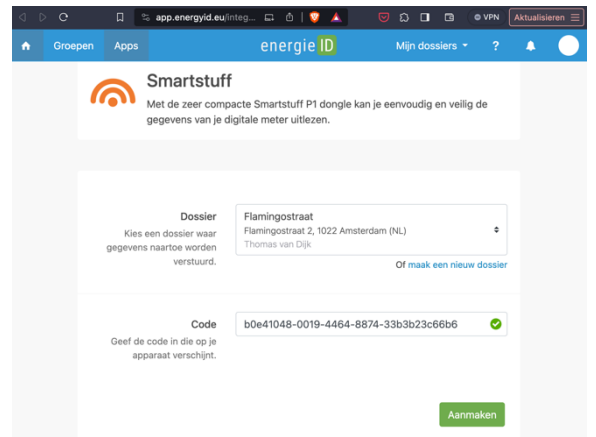 app.energyid.eu/integ...
VPN
Aktualisieren
Groepen
Apps
energieID
Mijn dossiers
?
Smartstuff
Met de zeer compacte Smartstuff P1 dongle kan je eenvoudig en veilig de
gegevens van je digitale meter uitlezen.
Dossier
Kies een dossier waar
gegevens naartoe worden
verstuurd.
Flamingostraat
Flamingostraat 2, 1022 Amsterdam (NL)
Thomas van Dijk
Of maak een nieuw dossier
Code
Geef de code in die op je
apparaat verschijnt.
b0e41048-0019-4464-8874-33b3b23c66b6
Aanmaken